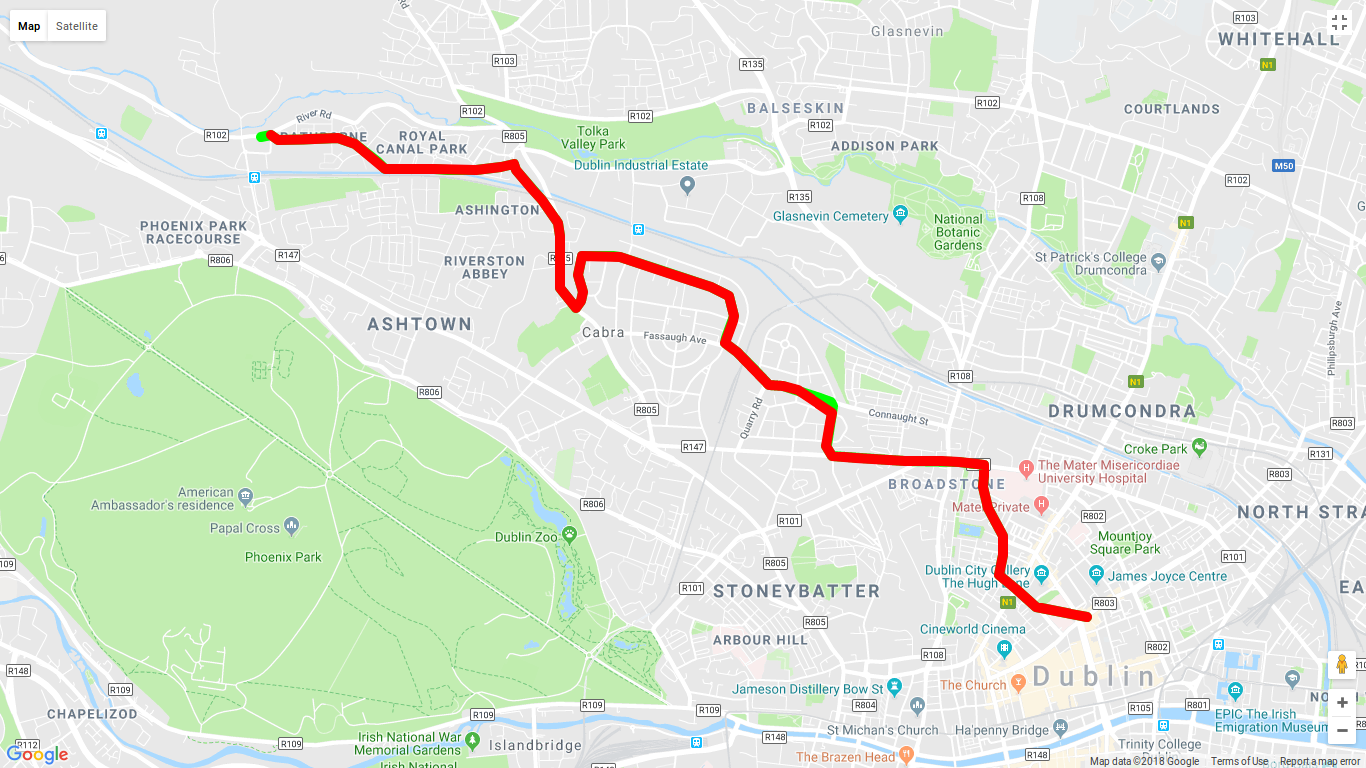 Map
Satellite
Rd
R103
Glasnevin
WHITEHALL
R103
R135
N1
R102
R102
R102
River Rd
BALSESKIN
COURTLANDS
R102
R102
R805
ROYAL
CANAL PARK
Tolka
Valley Park
ADDISON PARK
Dublin Industrial Estate
M50
R102
R135
R108
ASHINGTON
Glasnevin Cemetery
National
Botanic
Gardens
N1
PHOENIX PARK
RACECOURSE
R147
R806
RIVERSTON
ABBEY
St Patrick's College
Drumcondra
ASHTOWN
Cabra
Fassaugh Ave
Philipsburgh Ave
R108
N1
R806
R805
Quarry Rd
Connaught St
DRUMCONDRA
R803
R147
Croke Park
R131
The Mater Misericordiae
University Hospital
R803
BROADSTONE
American
Ambassador's residence
R806
Mater Private
R802
NORTH STRA
Papal Cross
R101
Mountjoy
Square Park
Dublin Zoo
Phoenix Park
R101
109
R805
Dublin City Gallery
The Hugh Lane
James Joyce Centre
R101
STONEYBATTER
EA
N1
R803
R805
Cineworld Cinema
ARBOUR HILL
R802
R108
R148
Dublin
The Church
R109
Jameson Distillery Bow St
NO
R109
R109
R804
R105
R801
CHAPELIZOD
R109
EPIC The Irish
Emigration Museum
St Michan's Church
Ha'penny Bridge
R112
R109
Irish National War
Memorial Gardens
Islandbridge
R148
Trinity College
The Brazen Head
R148
Google
Irish National
Map data ©2018 Google
Terms of Use
Report a map error